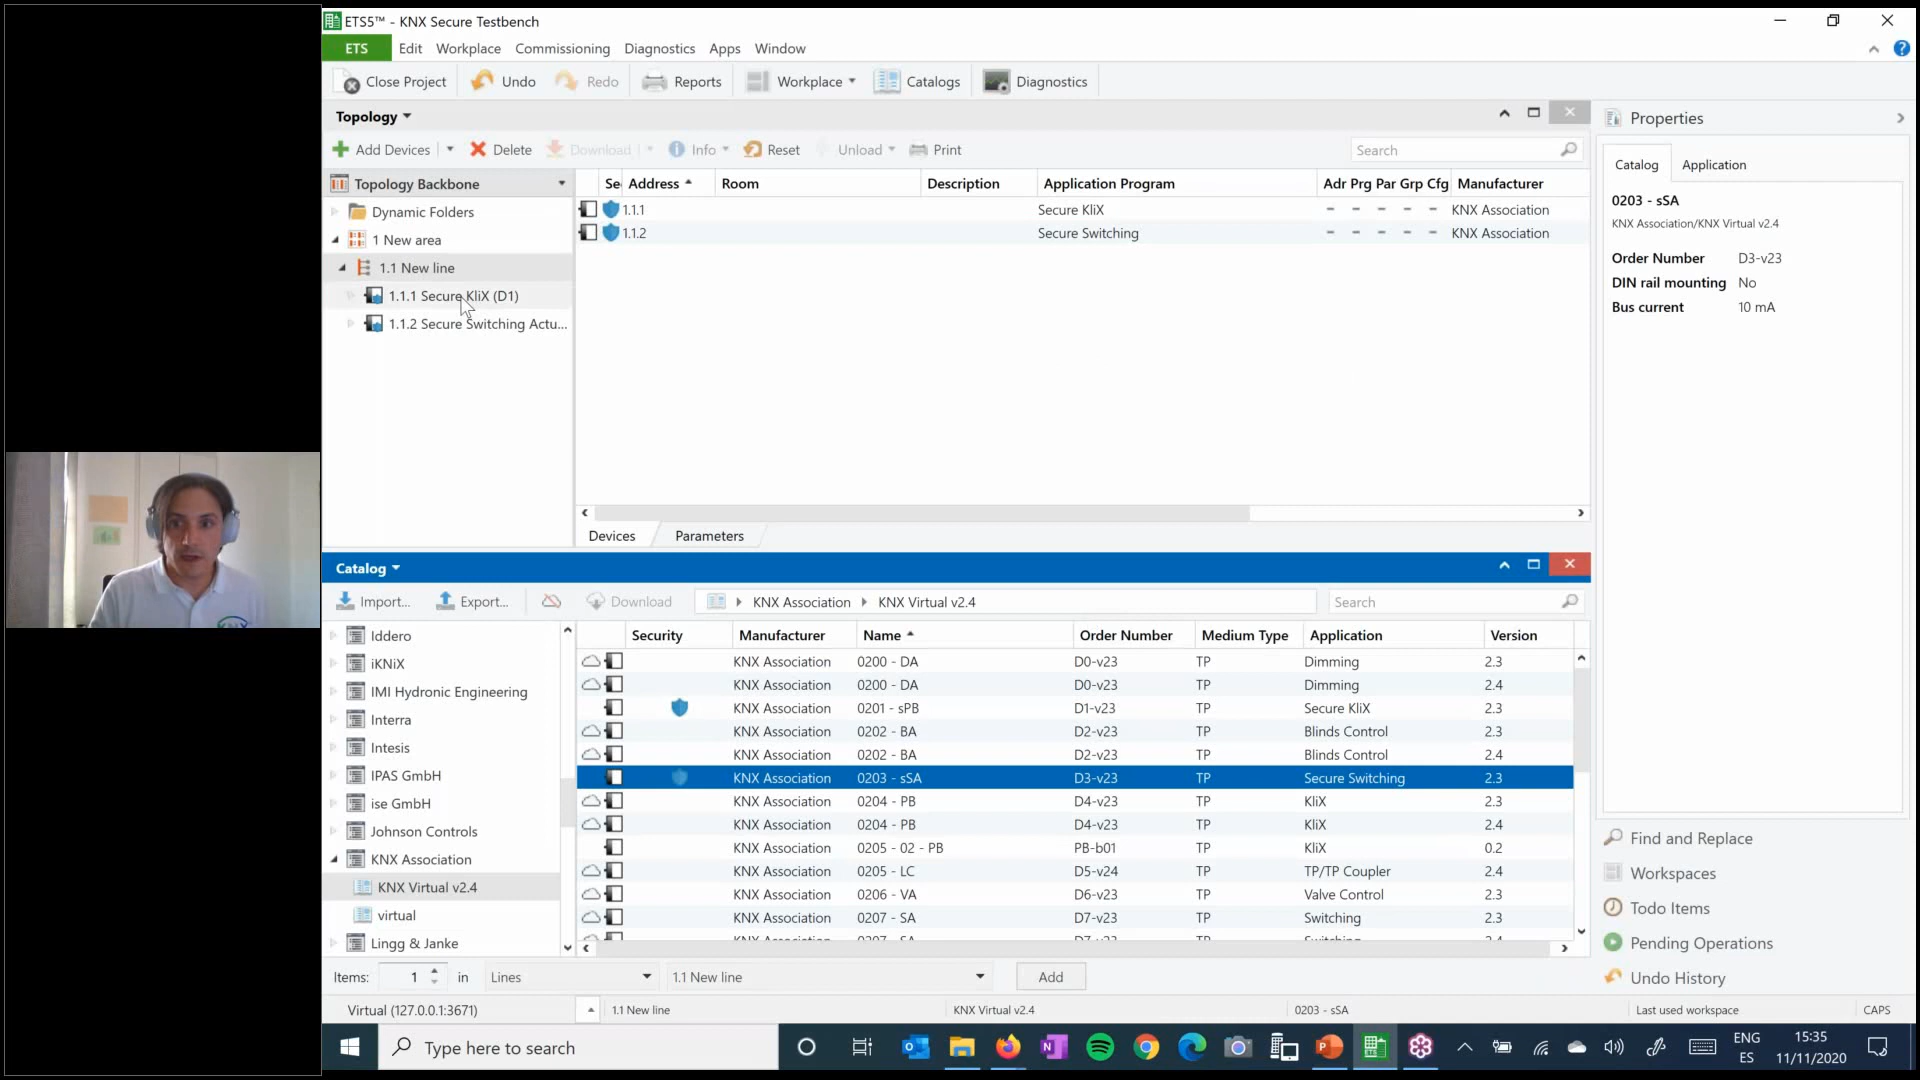 ETS5™ - KNX Secure Testbench
ETS Edit Workplace Commissioning Diagnostics Apps Window
Close Project Undo Redo Reports Workplace Catalogs Diagnostics
Topology
Add Devices Delete Download Info Reset Unload Print Search
Topology Backbone
Dynamic Folders
1 New area
1.1 New line
1.1.1 Secure KliX (D1)
1.1.2 Secure Switching Actu...
Se Address Room Description Application Program Adr Prg Par Grp Cfg Manufacturer
1.1.1 Secure KliX - - - - - KNX Association
1.1.2 Secure Switching - - - - - KNX Association
Devices Parameters
Properties
Catalog Application
0203 - sSA
KNX Association/KNX Virtual v2.4
Order Number D3-v23
DIN rail mounting No
Bus current 10 mA
Catalog
Import... Export... Download KNX Association KNX Virtual v2.4 Search
Iddero
iKNiX
IMI Hydronic Engineering
Interra
Intesis
IPAS GmbH
ise GmbH
Johnson Controls
KNX Association
KNX Virtual v2.4
virtual
Lingg & Janke
Security Manufacturer Name Order Number Medium Type Application Version
KNX Association 0200 - DA D0-v23 TP Dimming 2.3
KNX Association 0200 - DA D0-v23 TP Dimming 2.4
KNX Association 0201 - sPB D1-v23 TP Secure KliX 2.3
KNX Association 0202 - BA D2-v23 TP Blinds Control 2.3
KNX Association 0202 - BA D2-v23 TP Blinds Control 2.4
KNX Association 0203 - sSA D3-v23 TP Secure Switching 2.3
KNX Association 0204 - PB D4-v23 TP KliX 2.3
KNX Association 0204 - PB D4-v23 TP KliX 2.4
KNX Association 0205 - 02 - PB PB-b01 TP KliX 0.2
KNX Association 0205 - LC D5-v24 TP TP/TP Coupler 2.4
KNX Association 0206 - VA D6-v23 TP Valve Control 2.3
KNX Association 0207 - SA D7-v23 TP Switching 2.3
KNX Association 0207 - SA D7-v23 TP Switching 2.4
Find and Replace
Workspaces
Todo Items
Pending Operations
Undo History
Items: 1 in Lines 1.1 New line Add
Virtual (127.0.0.1:3671) 1.1 New line KNX Virtual v2.4 0203 - sSA Last used workspace CAPS
Type here to search
ENG
ES
15:35
11/11/2020
KNX